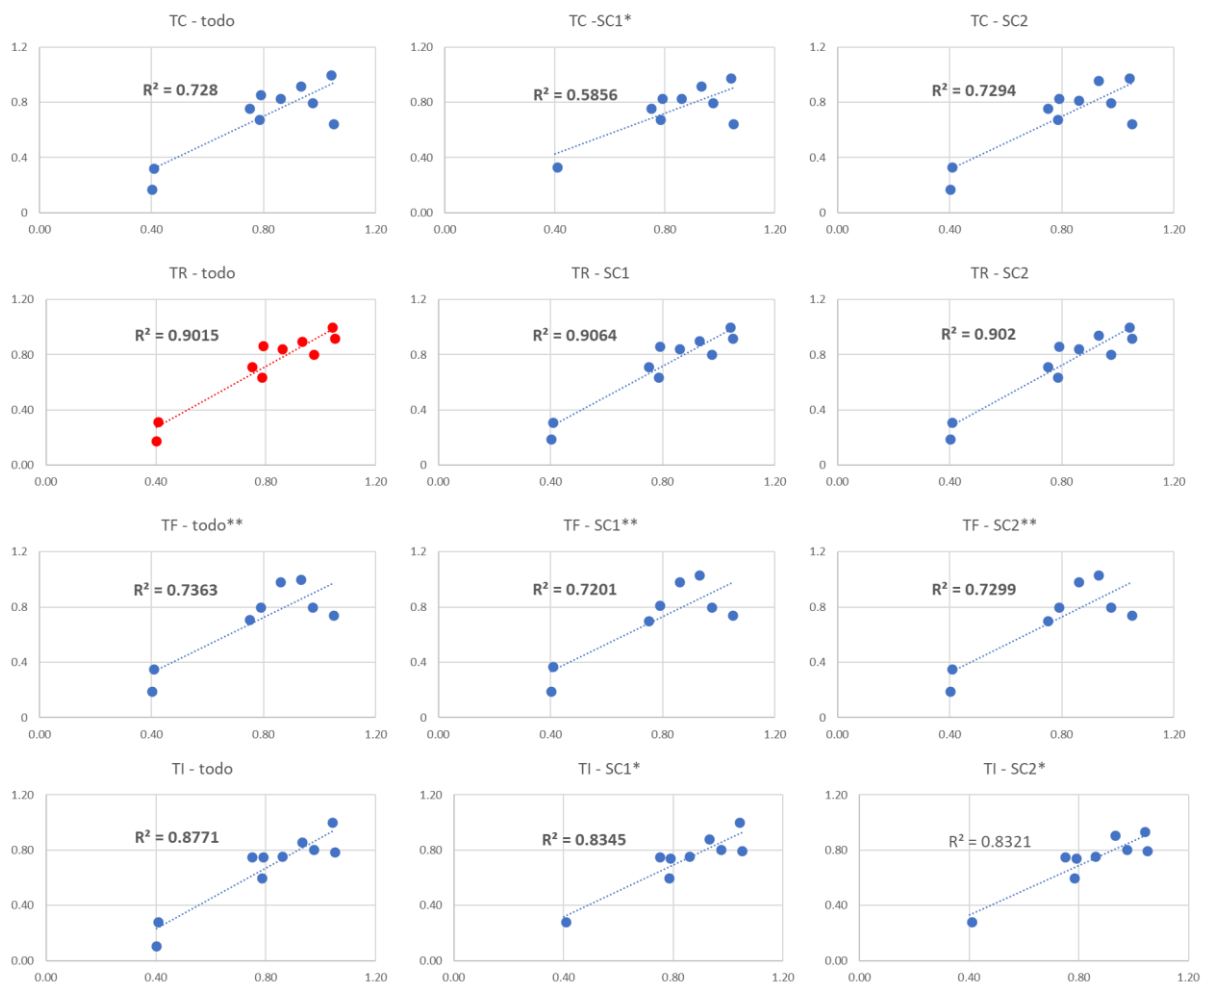 TC - todo
TC -SC1*
TC - SC2
1.2
0.8
0.4
0
0.00 0.40 0.80 1.20
R² = 0.728
1.20
0.80
0.40
0.00
0.00 0.40 0.80 1.20
R² = 0.5856
1.2
0.8
0.4
0
0.00 0.40 0.80 1.20
R² = 0.7294
TR - todo
TR - SC1
TR - SC2
1.20
0.80
0.40
0.00
0.00 0.40 0.80 1.20
R² = 0.9015
1.2
0.8
0.4
0
0.00 0.40 0.80 1.20
R² = 0.9064
1.2
0.8
0.4
0
0.00 0.40 0.80 1.20
R² = 0.902
TF - todo**
TF - SC1**
TF - SC2**
1.2
0.8
0.4
0
0.00 0.40 0.80 1.20
R² = 0.7363
1.2
0.8
0.4
0
0.00 0.40 0.80 1.20
R² = 0.7201
1.2
0.8
0.4
0
0.00 0.40 0.80 1.20
R² = 0.7299
TI - todo
TI - SC1*
TI - SC2*
1.20
0.80
0.40
0.00
0.00 0.40 0.80 1.20
R² = 0.8771
1.20
0.80
0.40
0.00
0.00 0.40 0.80 1.20
R² = 0.8345
1.20
0.80
0.40
0.00
0.00 0.40 0.80 1.20
R² = 0.8321